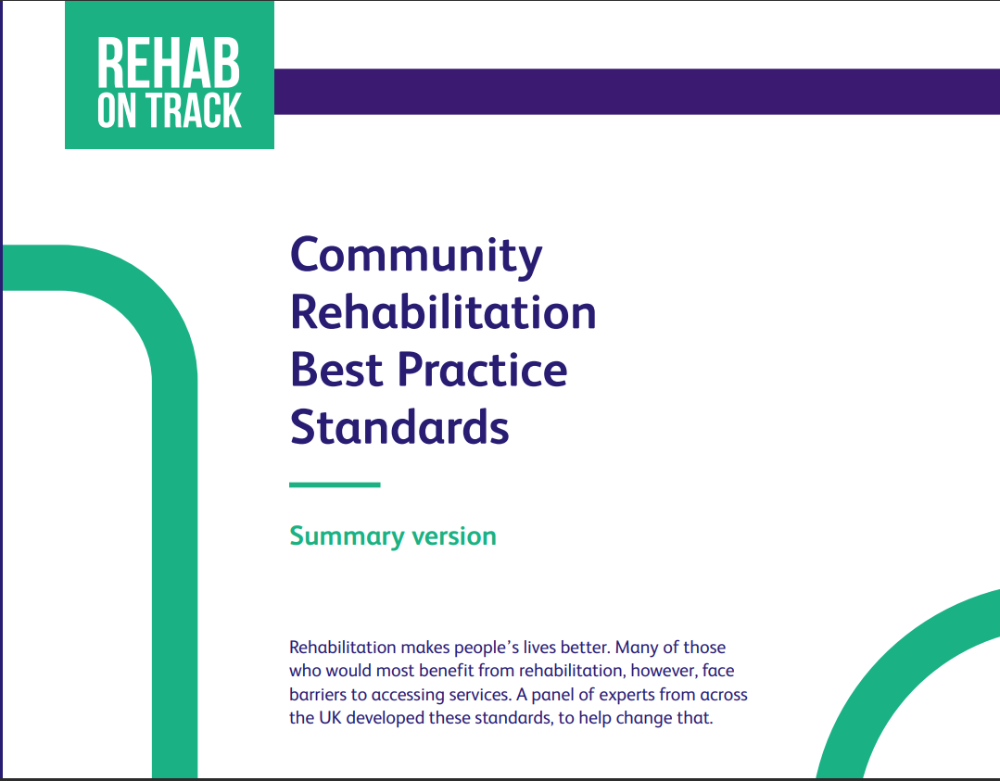 REHAB
ON TRACK
Community
Rehabilitation
Best Practice
Standards
Summary version
Rehabilitation makes people’s lives better. Many of those
who would most benefit from rehabilitation, however, face
barriers to accessing services. A panel of experts from across
the UK developed these standards, to help change that.